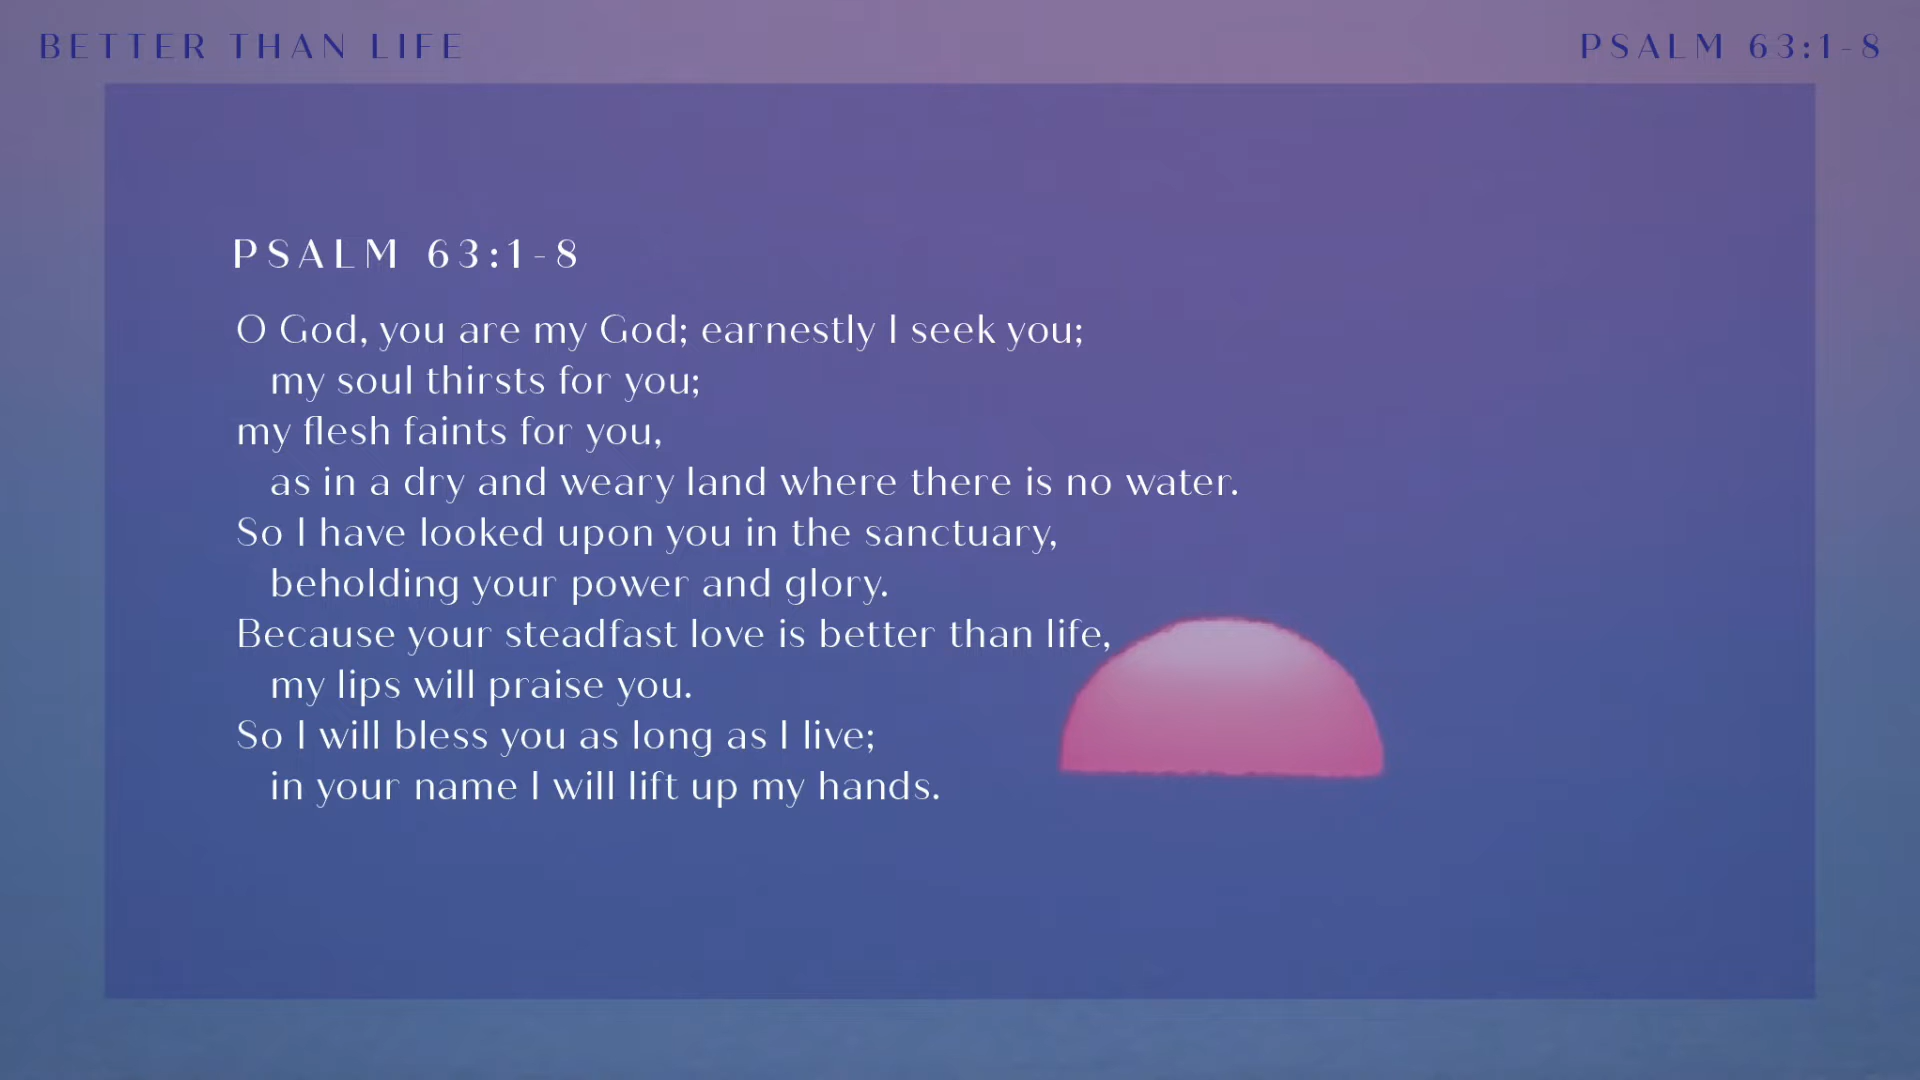 BETTER THAN LIFE
PSALM 63:1-8
PSALM 63:1-8
O God, you are my God; earnestly I seek you;
my soul thirsts for you;
my flesh faints for you,
as in a dry and weary land where there is no water.
So I have looked upon you in the sanctuary,
beholding your power and glory.
Because your steadfast love is better than life,
my lips will praise you.
So I will bless you as long as I live;
in your name I will lift up my hands.